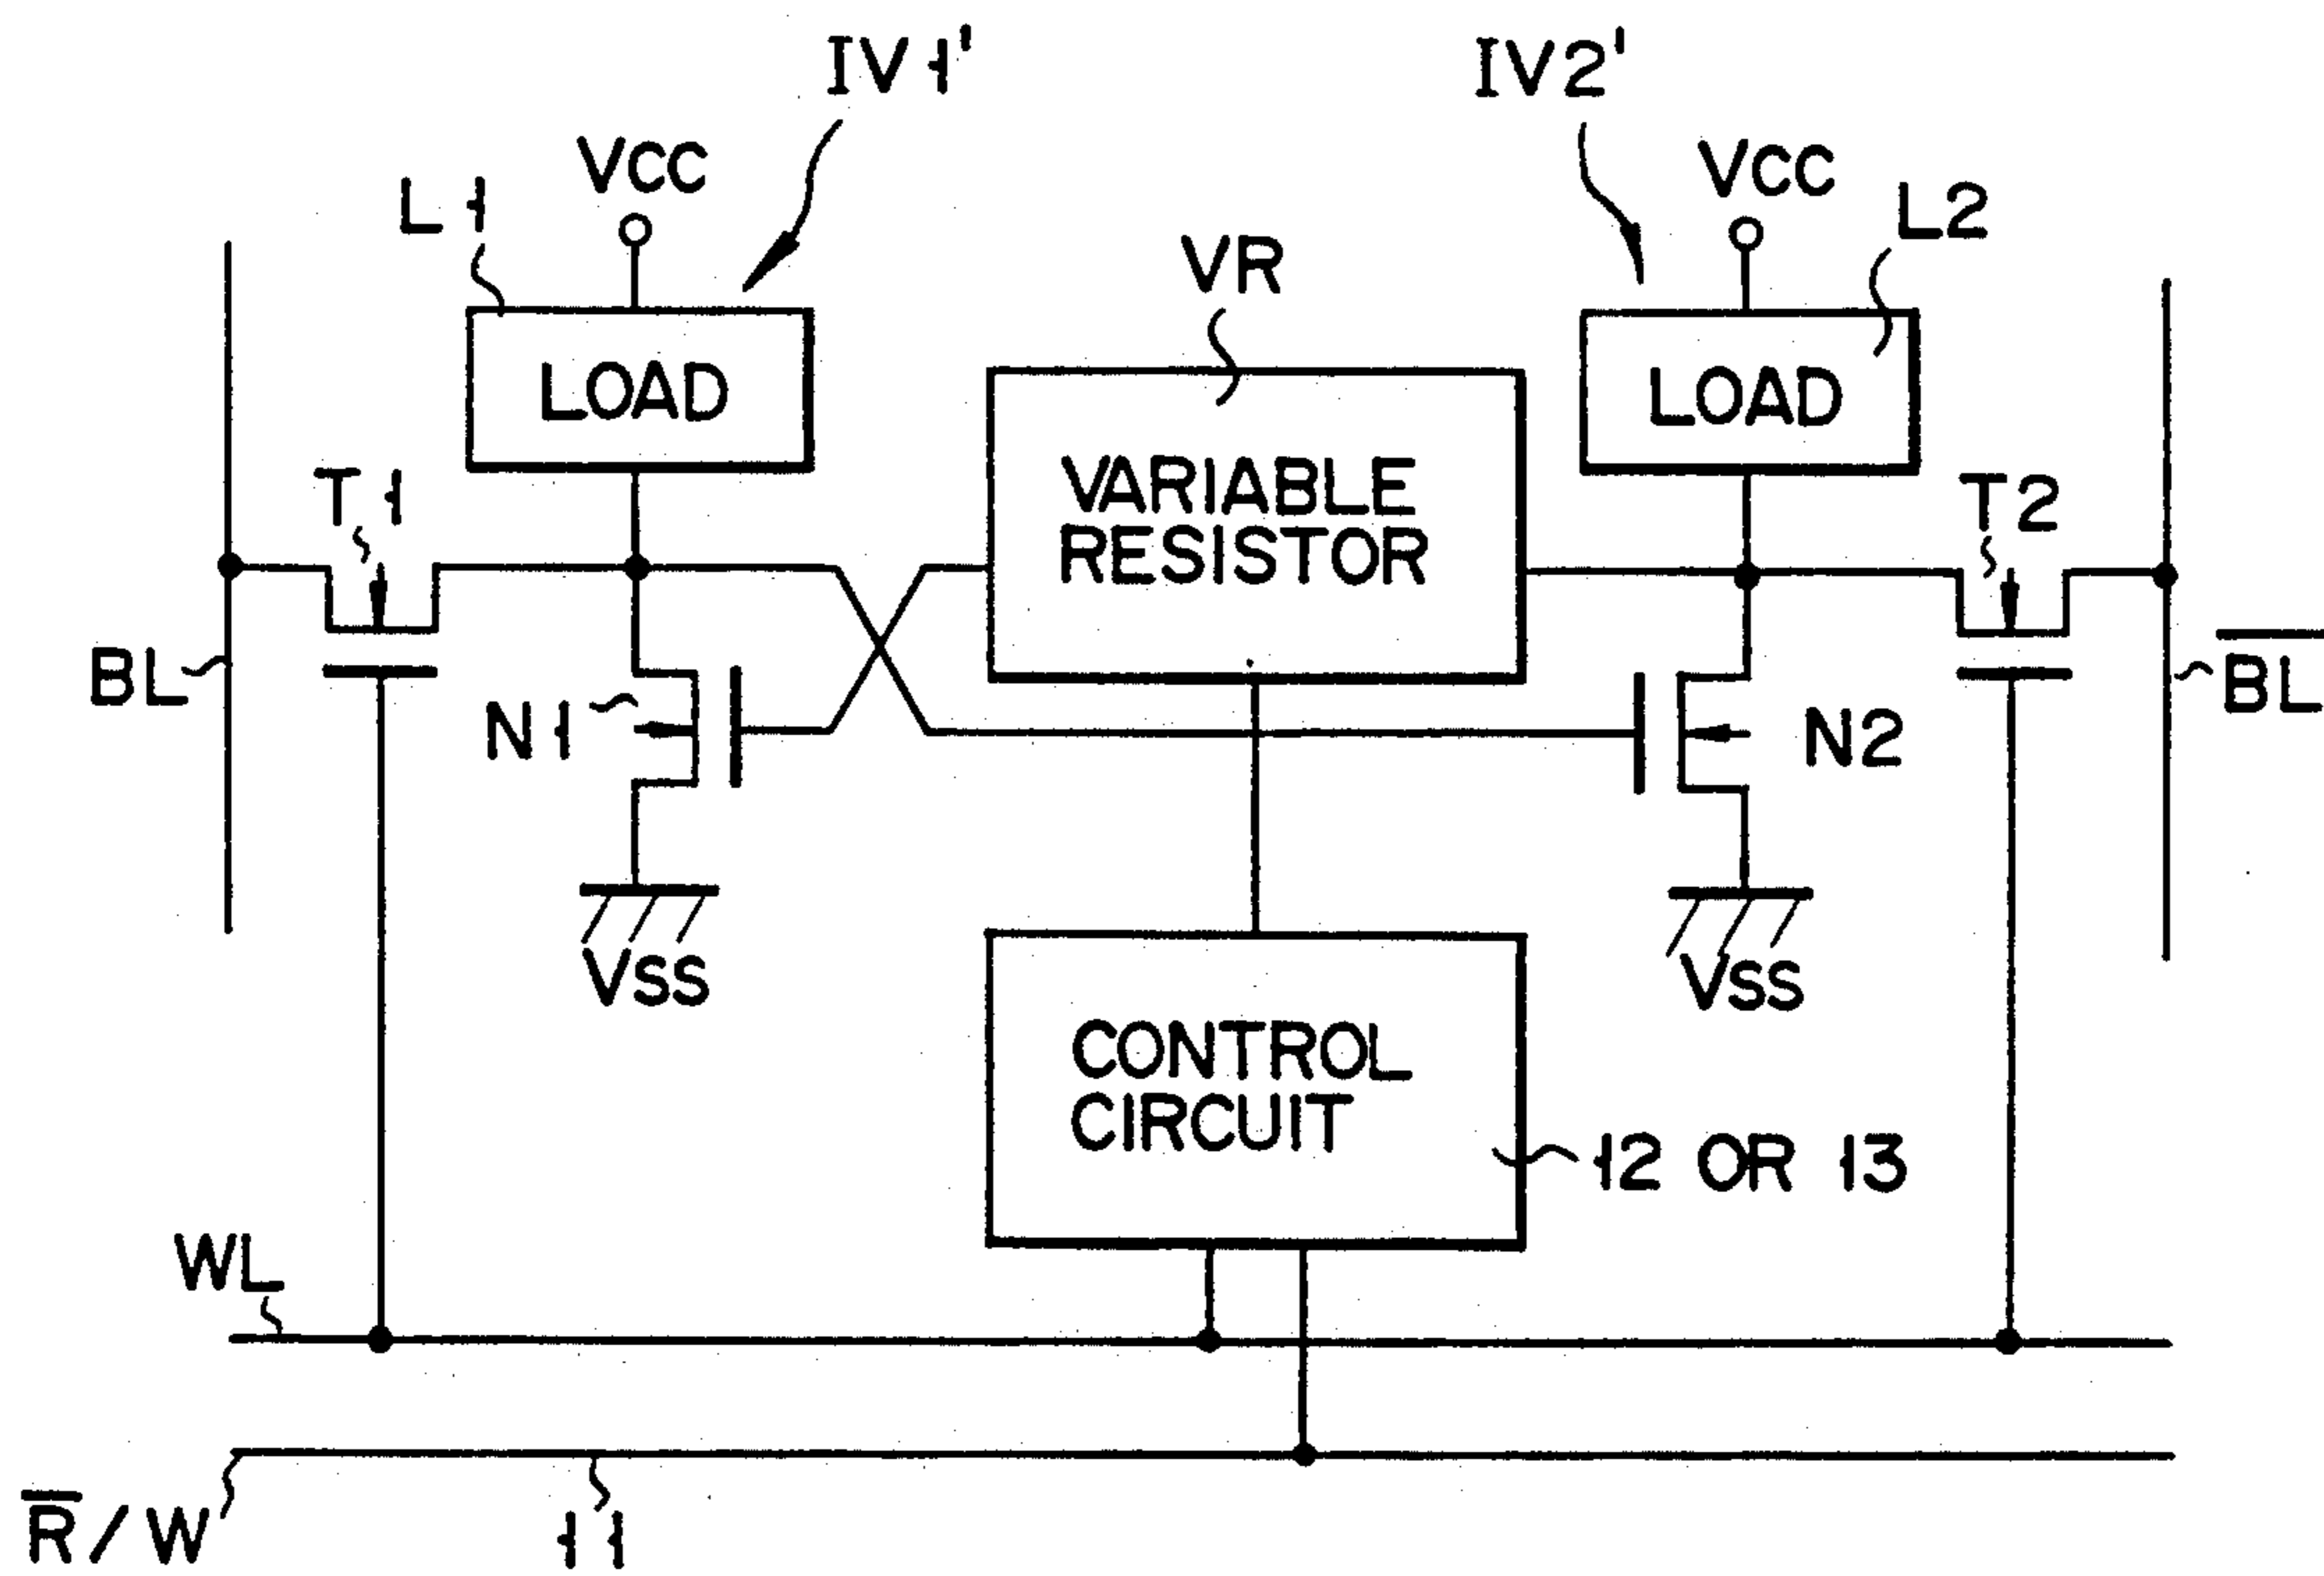 IV1'
IV2'
VCC
VCC
L1
L2
VR
LOAD
LOAD
VARIABLE
RESISTOR
T1
T2
BL
B̅L̅
N1
N2
VSS
VSS
CONTROL
CIRCUIT
12 OR 13
WL
R̅/W
11